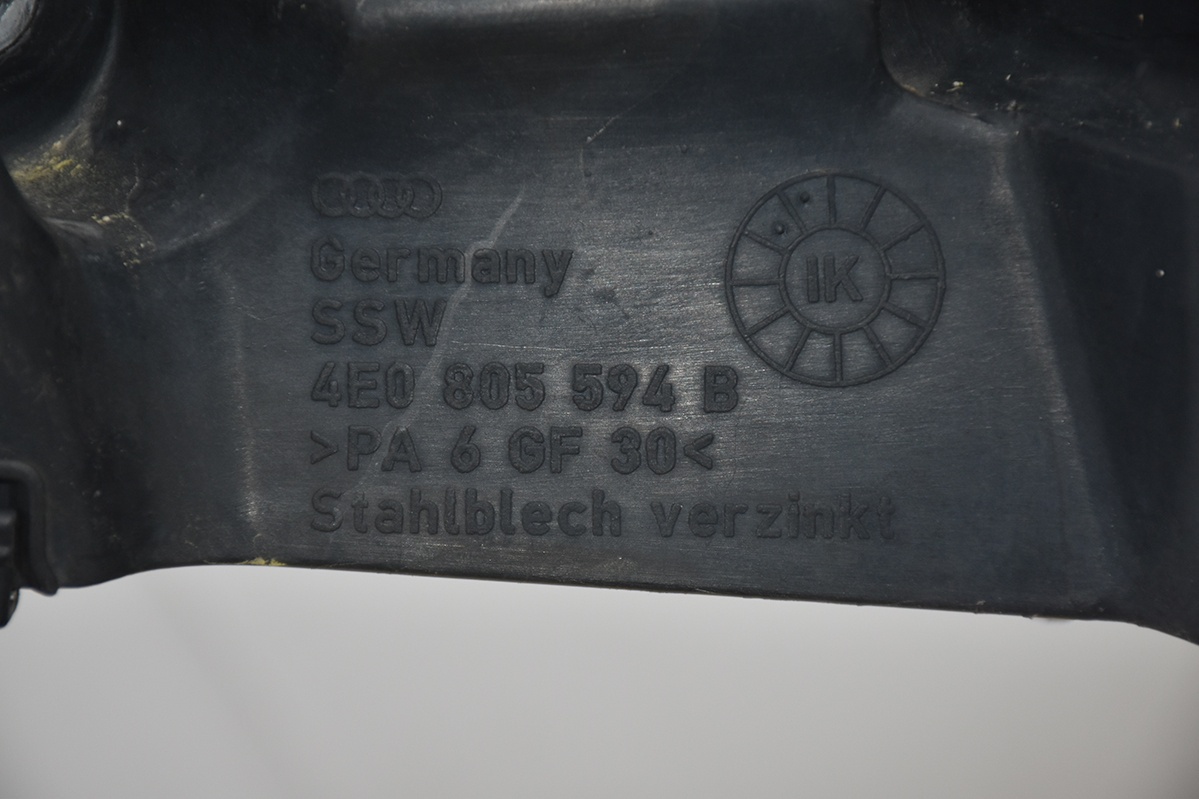 Germany
SSW
4E0 805 594 B
>PA 6 GF 30<
Stahlblech verzinkt
IK